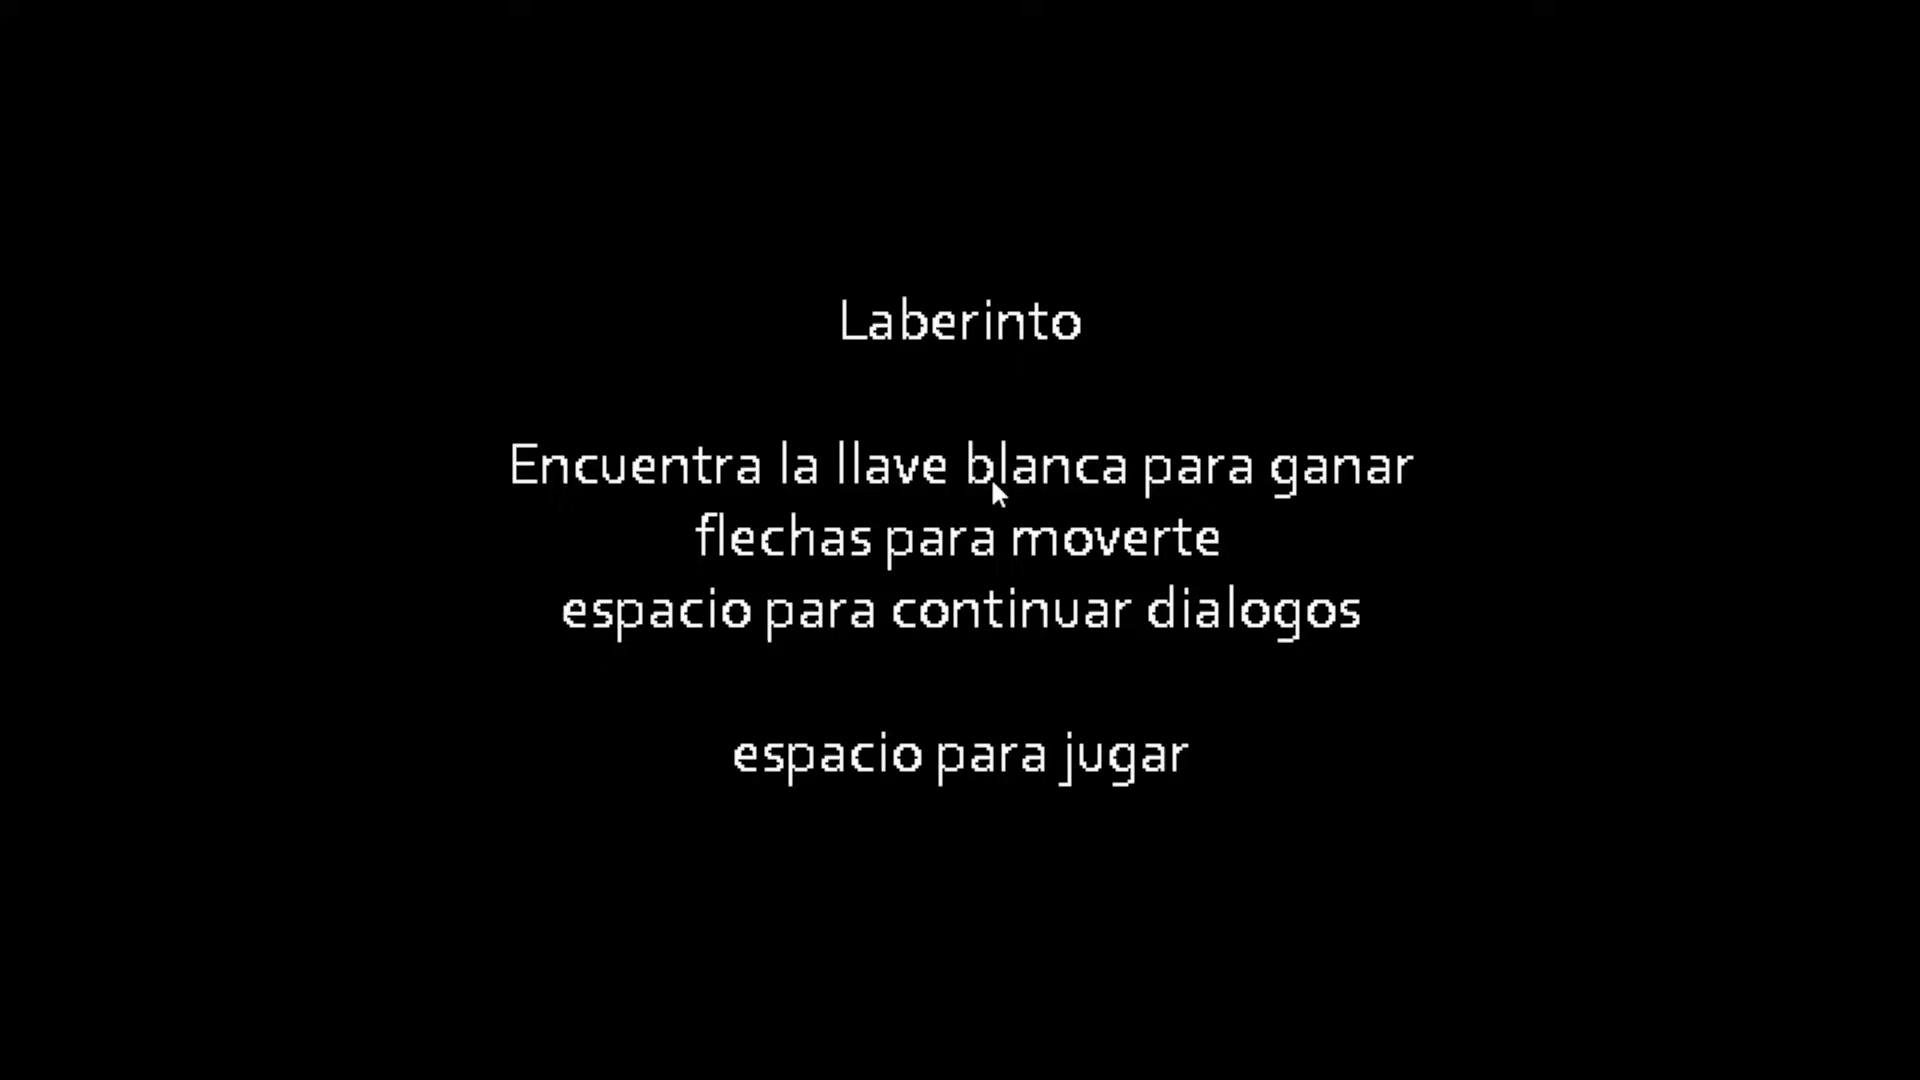 Laberinto
Encuentra la llave blanca para ganar
flechas para moverte
espacio para continuar dialogos
espacio para jugar